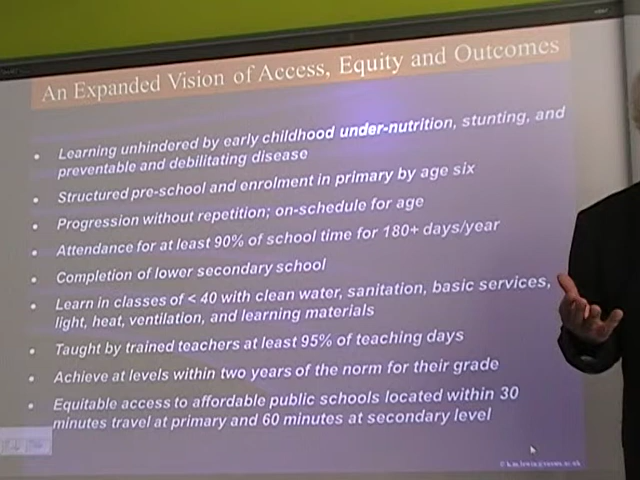 An Expanded Vision of Access, Equity and Outcomes
• Learning unhindered by early childhood under-nutrition, stunting, and
preventable and debilitating disease
• Structured pre-school and enrolment in primary by age six
• Progression without repetition; on-schedule for age
• Attendance for at least 90% of school time for 180+ days/year
• Completion of lower secondary school
• Learn in classes of < 40 with clean water, sanitation, basic services,
light, heat, ventilation, and learning materials
• Taught by trained teachers at least 95% of teaching days
• Achieve at levels within two years of the norm for their grade
• Equitable access to affordable public schools located within 30
minutes travel at primary and 60 minutes at secondary level